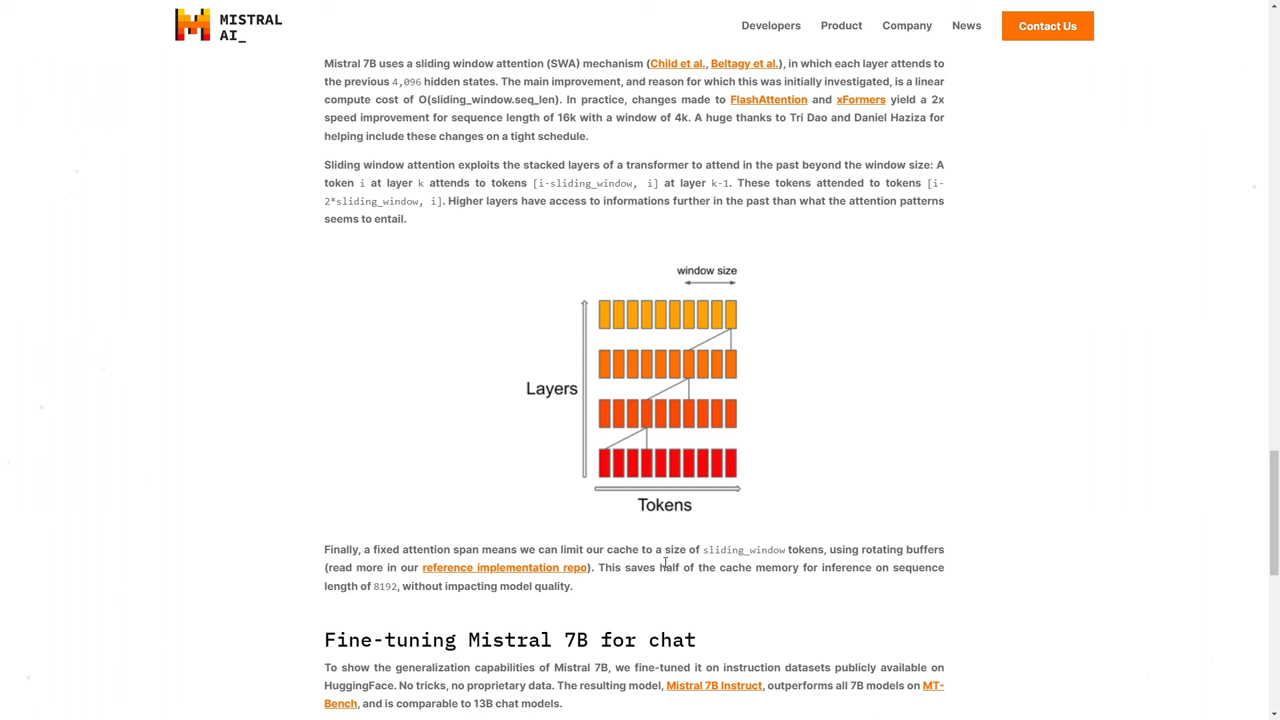 MISTRAL
AI_
Developers Product Company News Contact Us
Mistral 7B uses a sliding window attention (SWA) mechanism (Child et al., Beltagy et al.), in which each layer attends to
the previous 4,096 hidden states. The main improvement, and reason for which this was initially investigated, is a linear
compute cost of O(sliding_window.seq_len). In practice, changes made to FlashAttention and xFormers yield a 2x
speed improvement for sequence length of 16k with a window of 4k. A huge thanks to Tri Dao and Daniel Haziza for
helping include these changes on a tight schedule.
Sliding window attention exploits the stacked layers of a transformer to attend in the past beyond the window size: A
token i at layer k attends to tokens [i-sliding_window, i] at layer k-1. These tokens attended to tokens [i-
2*sliding_window, i]. Higher layers have access to informations further in the past than what the attention patterns
seems to entail.
window size
Layers
Tokens
Finally, a fixed attention span means we can limit our cache to a size of sliding_window tokens, using rotating buffers
(read more in our reference implementation repo). This saves half of the cache memory for inference on sequence
length of 8192, without impacting model quality.
Fine-tuning Mistral 7B for chat
To show the generalization capabilities of Mistral 7B, we fine-tuned it on instruction datasets publicly available on
HuggingFace. No tricks, no proprietary data. The resulting model, Mistral 7B Instruct, outperforms all 7B models on MT-
Bench, and is comparable to 13B chat models.